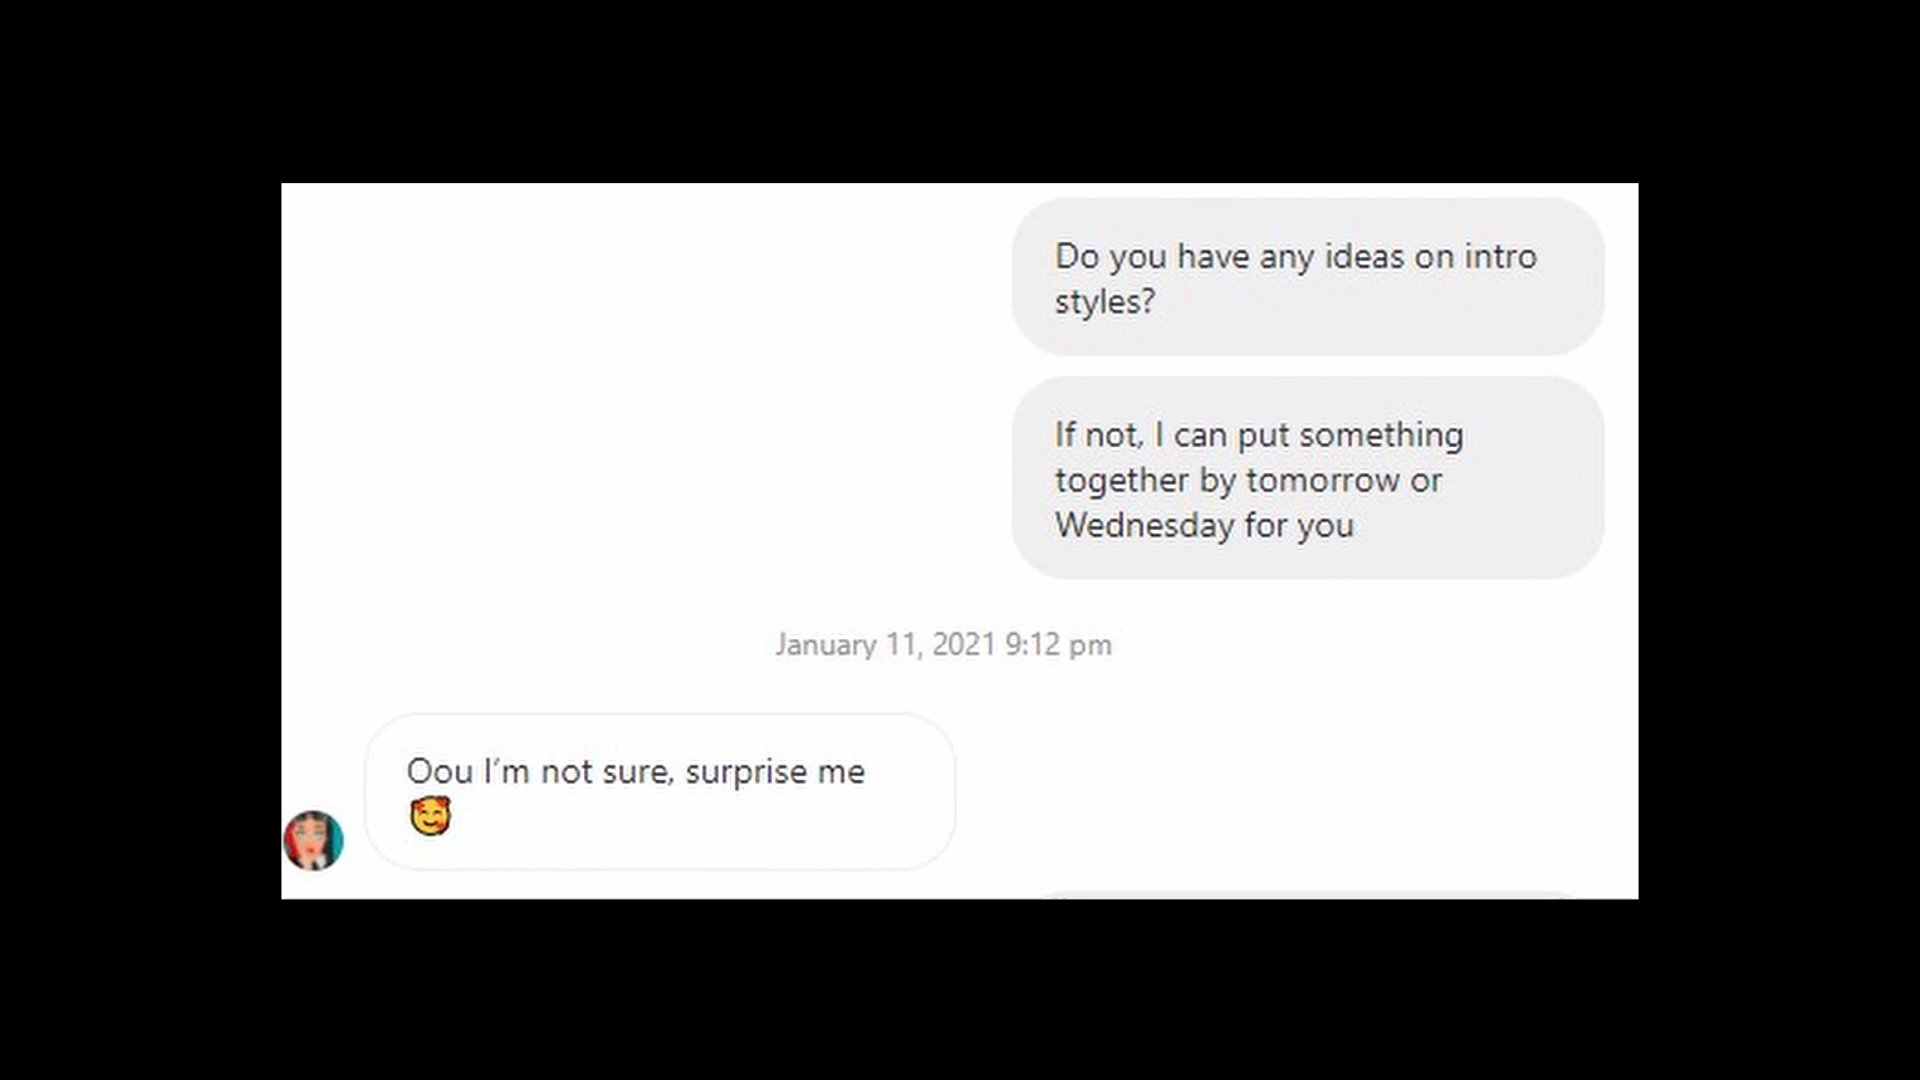 Do you have any ideas on intro
styles?
If not, I can put something
together by tomorrow or
Wednesday for you
January 11, 2021 9:12 pm
Oou I’m not sure, surprise me
🥰